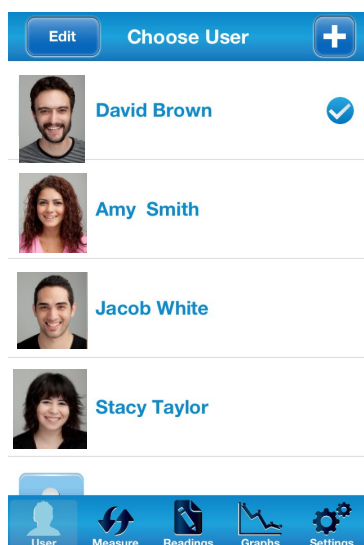 Edit Choose User
David Brown
Amy Smith
Jacob White
Stacy Taylor
User Measure Readings Graphs Settings